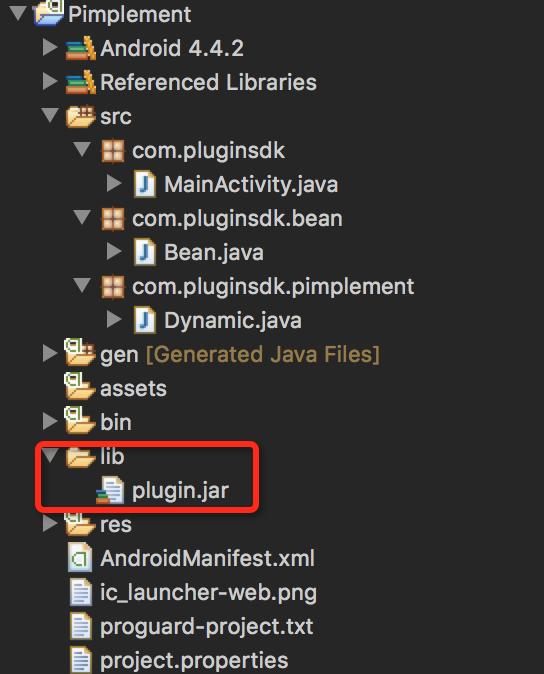 Pimplement
Android 4.4.2
Referenced Libraries
src
com.pluginsdk
MainActivity.java
com.pluginsdk.bean
Bean.java
com.pluginsdk.pimplement
Dynamic.java
gen [Generated Java Files]
assets
bin
lib
plugin.jar
res
AndroidManifest.xml
ic_launcher-web.png
proguard-project.txt
project.properties